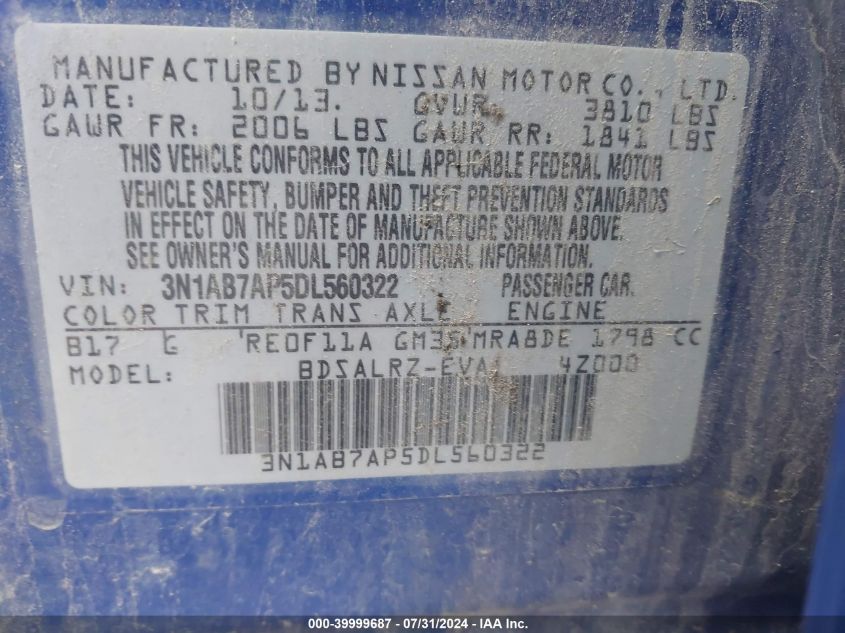 MANUFACTURED BY NISSAN MOTOR CO., LTD.
DATE: 10/13. GVWR 3810 LBS
GAWR FR: 2006 LBS GAWR RR: 1841 LBS
THIS VEHICLE CONFORMS TO ALL APPLICABLE FEDERAL MOTOR
VEHICLE SAFETY, BUMPER AND THEFT PREVENTION STANDARDS
IN EFFECT ON THE DATE OF MANUFACTURE SHOWN ABOVE.
SEE OWNER'S MANUAL FOR ADDITIONAL INFORMATION.
VIN: 3N1AB7AP5DL560322 PASSENGER CAR.
COLOR TRIM TRANS AXLE ENGINE
B17 G RE0F11A GM35 MRA8DE 1798 CC
MODEL: BDSALRZ-EVA 4Z000
3N1AB7AP5DL560322
000-39999687 - 07/31/2024 - IAA Inc.